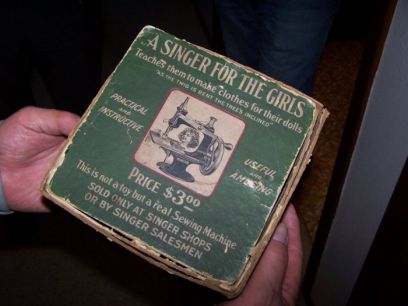 A SINGER FOR THE GIRLS
Teaches them to make clothes for their dolls
"AS THE TWIG IS BENT THE TREE'S INCLINED"
PRACTICAL
AND
INSTRUCTIVE
USEFUL
AND
AMUSING
PRICE $3.00
This is not a toy but a real Sewing Machine
SOLD ONLY AT SINGER SHOPS
OR BY SINGER SALESMEN